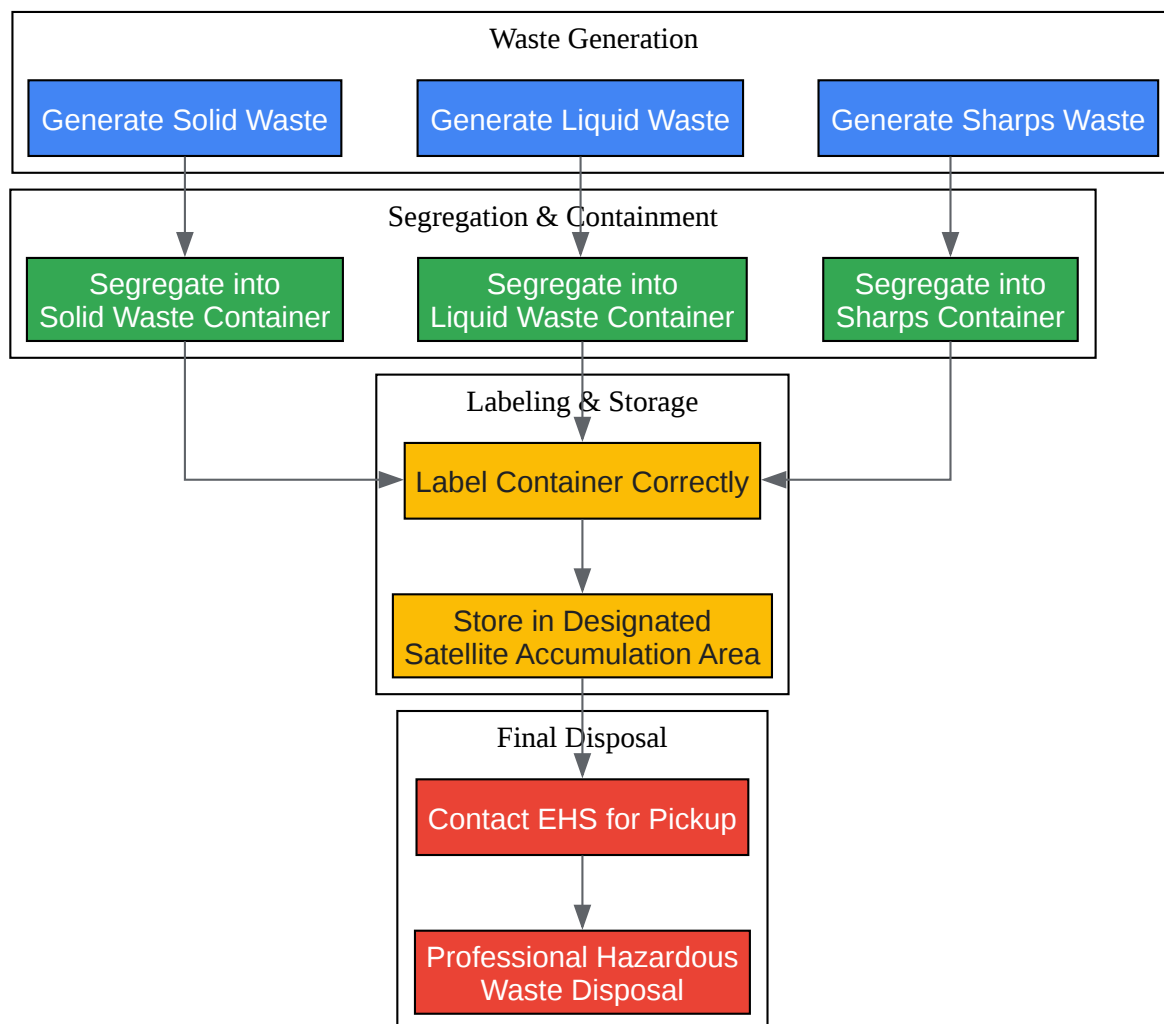 Waste Generation
Generate Solid Waste
Generate Liquid Waste
Generate Sharps Waste
Segregation & Containment
Segregate into
Solid Waste Container
Segregate into
Liquid Waste Container
Segregate into
Sharps Container
Labeling & Storage
Label Container Correctly
Store in Designated
Satellite Accumulation Area
Final Disposal
Contact EHS for Pickup
Professional Hazardous
Waste Disposal